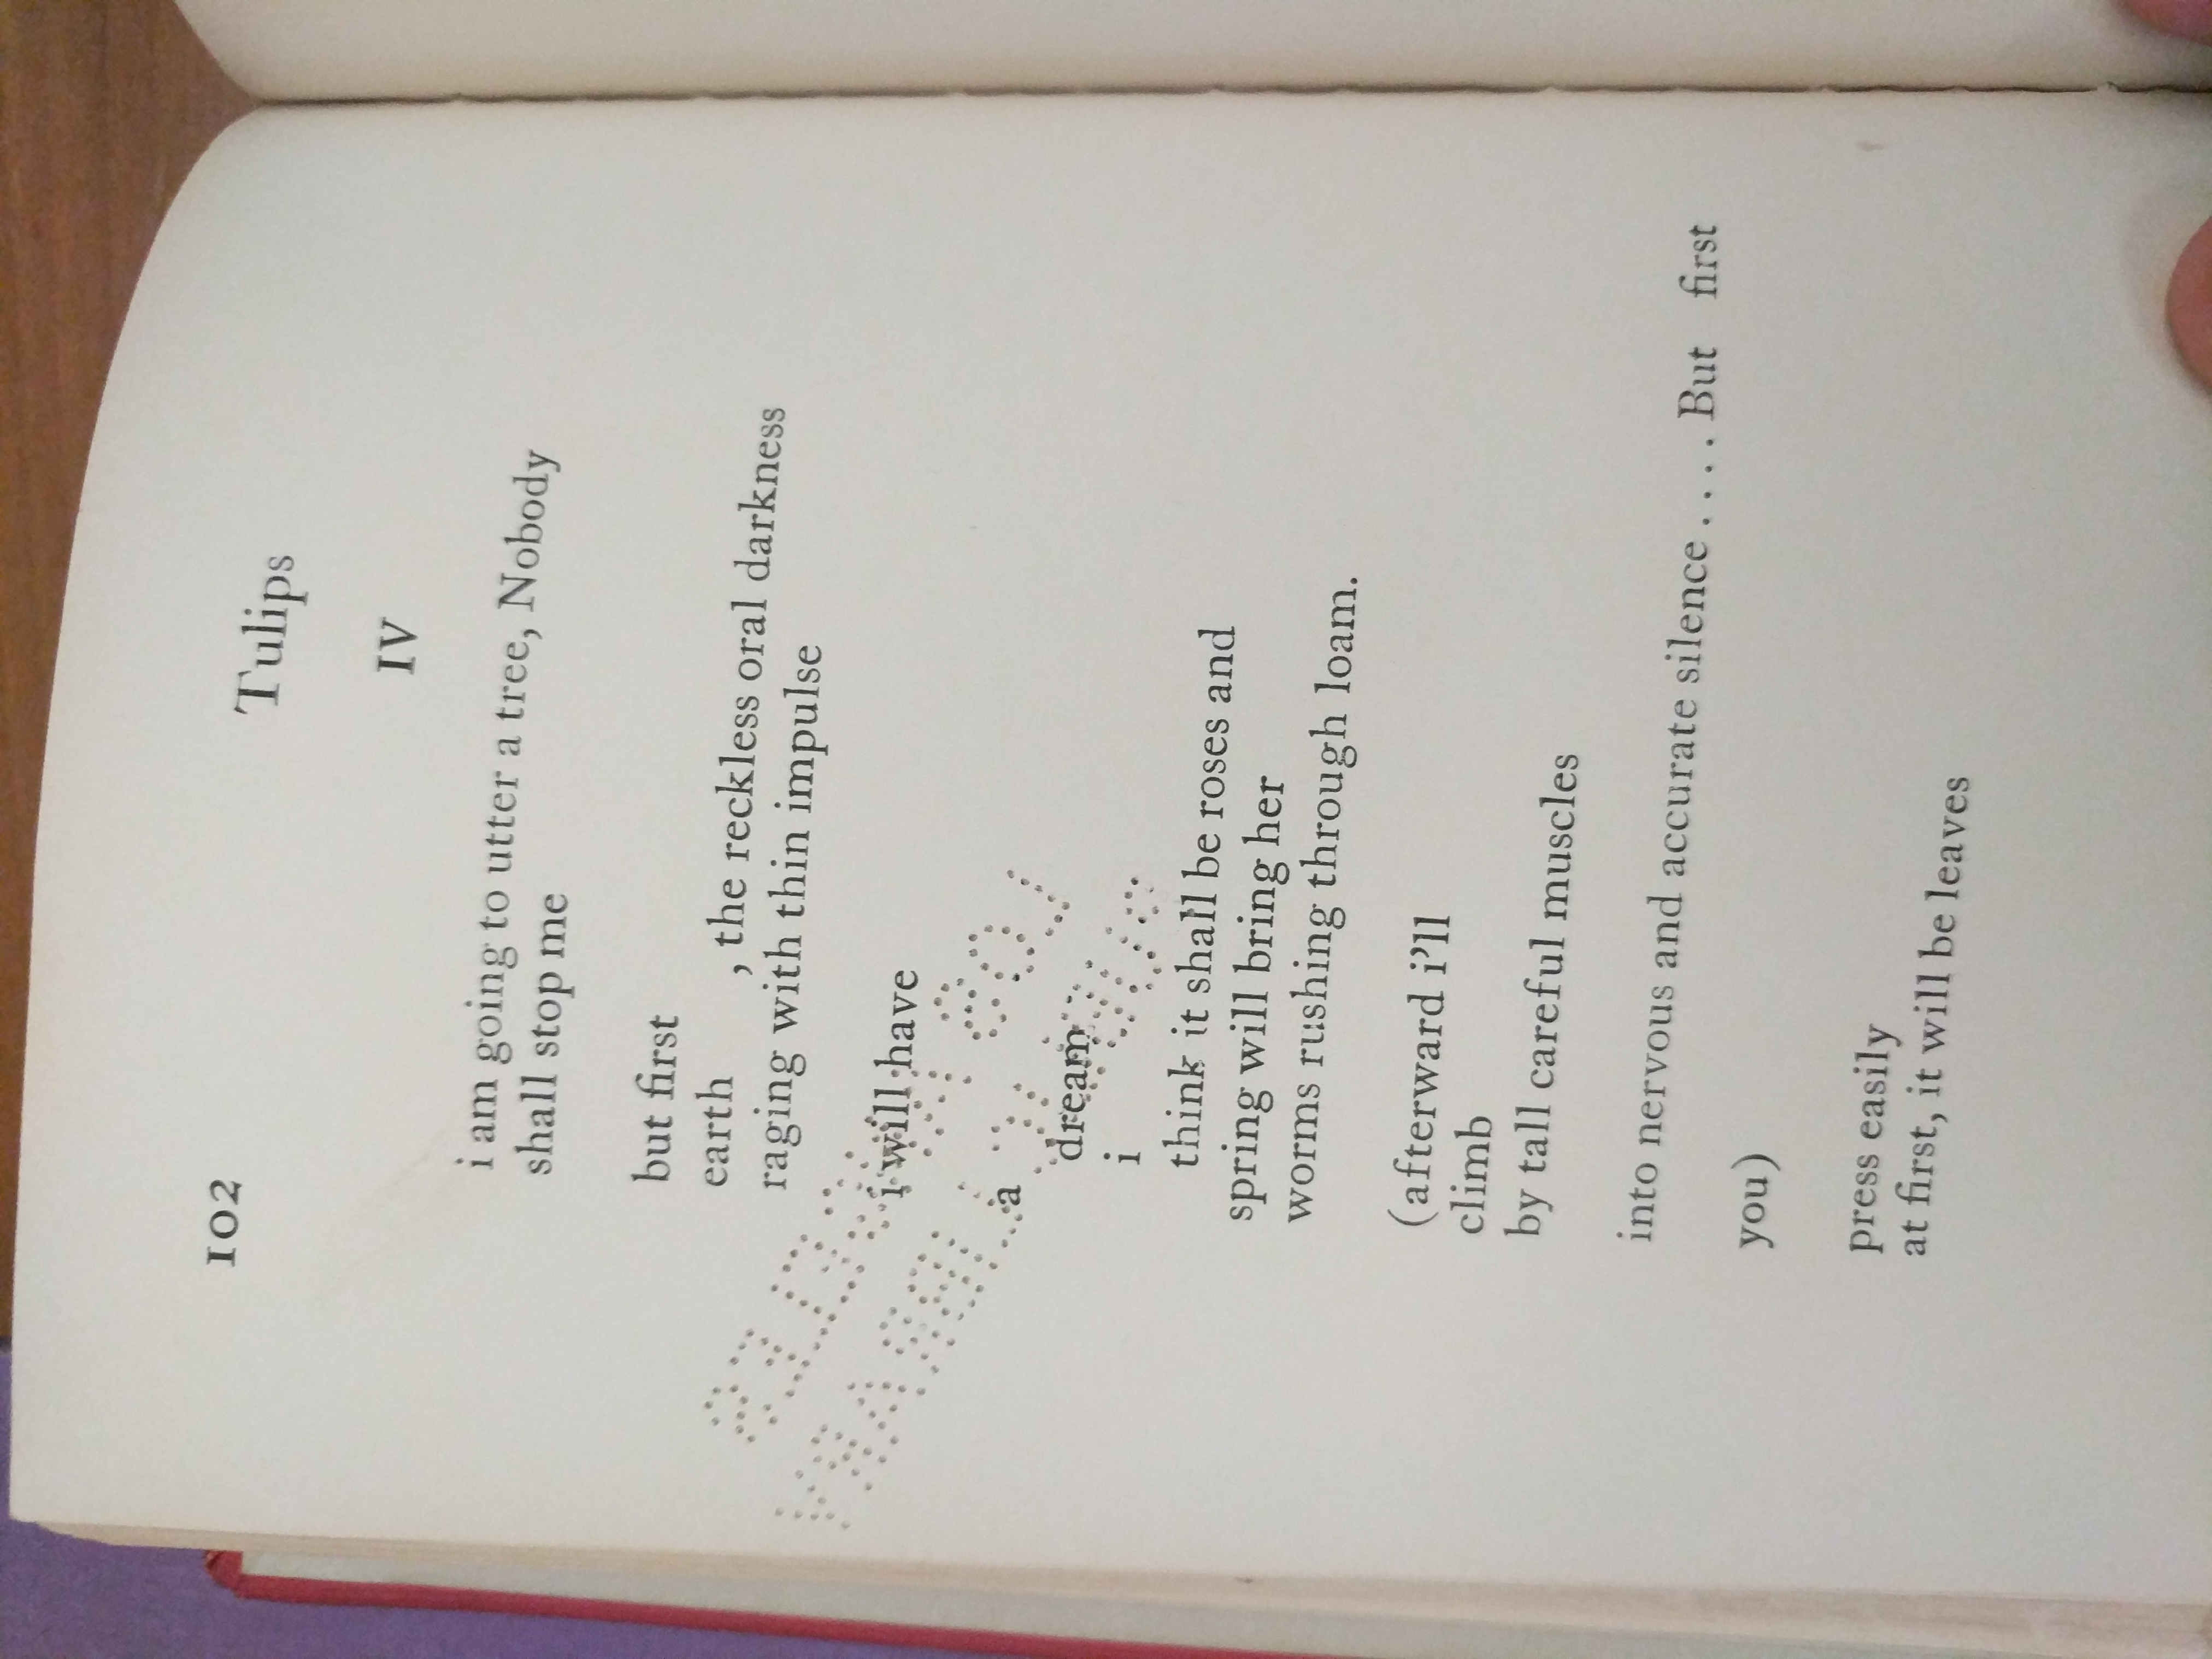 102
Tulips
IV
i am going to utter a tree, Nobody
shall stop me
but first
earth , the reckless oral darkness
raging with thin impulse
i will have
a
dream
i
think it shall be roses and
spring will bring her
worms rushing through loam.
(afterward i’ll
climb
by tall careful muscles
into nervous and accurate silence . . . . But first
you)
press easily
at first, it will be leaves